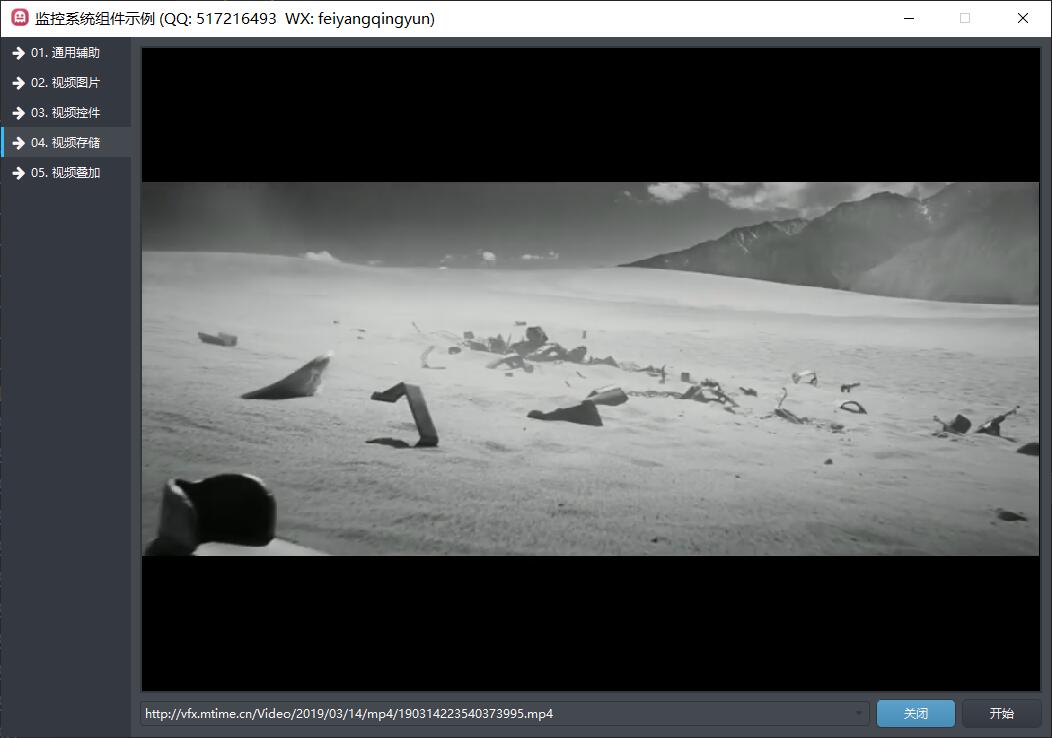 监控系统组件示例 (QQ: 517216493  WX: feiyangqingyun)
01. 通用辅助
02. 视频图片
03. 视频控件
04. 视频存储
05. 视频叠加
http://vfx.mtime.cn/Video/2019/03/14/mp4/190314223540373995.mp4
关闭
开始